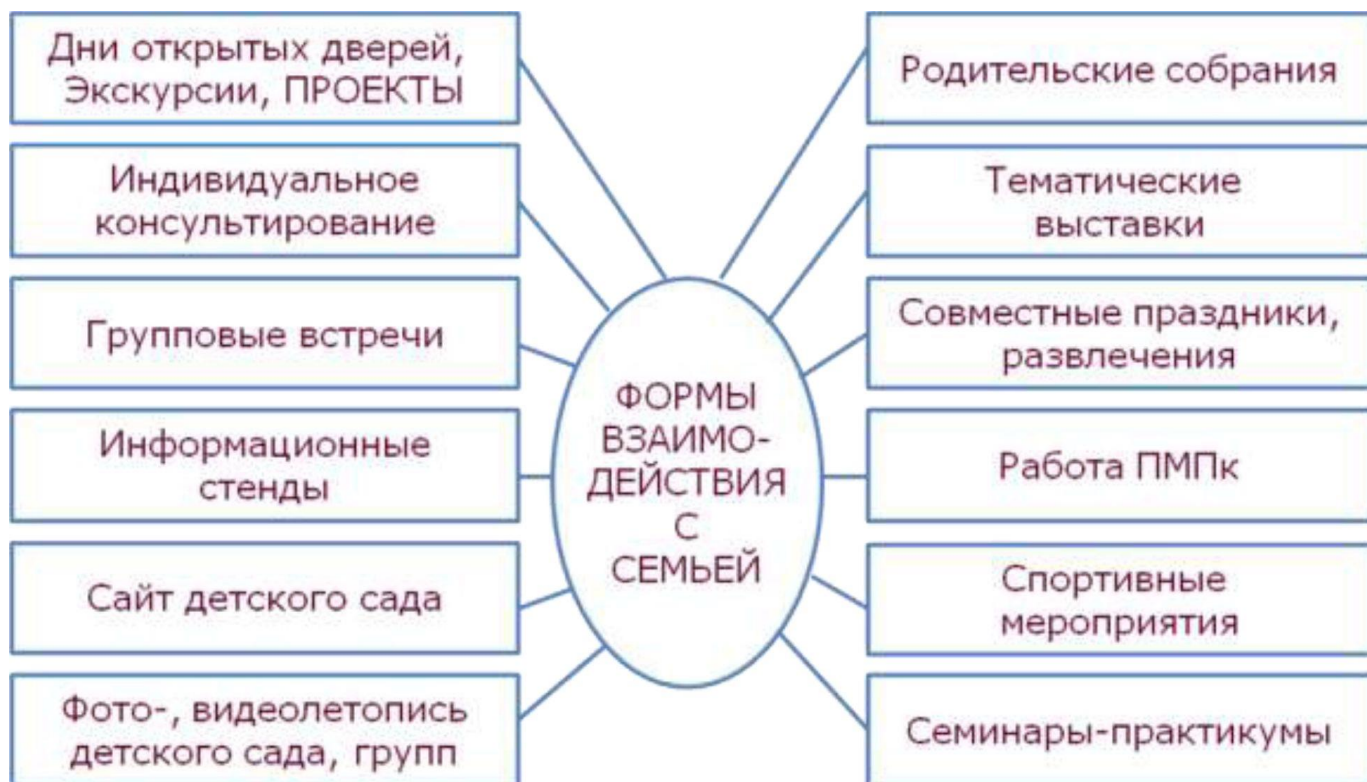 Дни открытых дверей,
Экскурсии, ПРОЕКТЫ
Индивидуальное
консультирование
Групповые встречи
Информационные
стенды
Сайт детского сада
Фото-, видеолетопись
детского сада, групп
ФОРМЫ
ВЗАИМО-
ДЕЙСТВИЯ
С
СЕМЬЕЙ
Родительские собрания
Тематические
выставки
Совместные праздники,
развлечения
Работа ПМПк
Спортивные
мероприятия
Семинары-практикумы